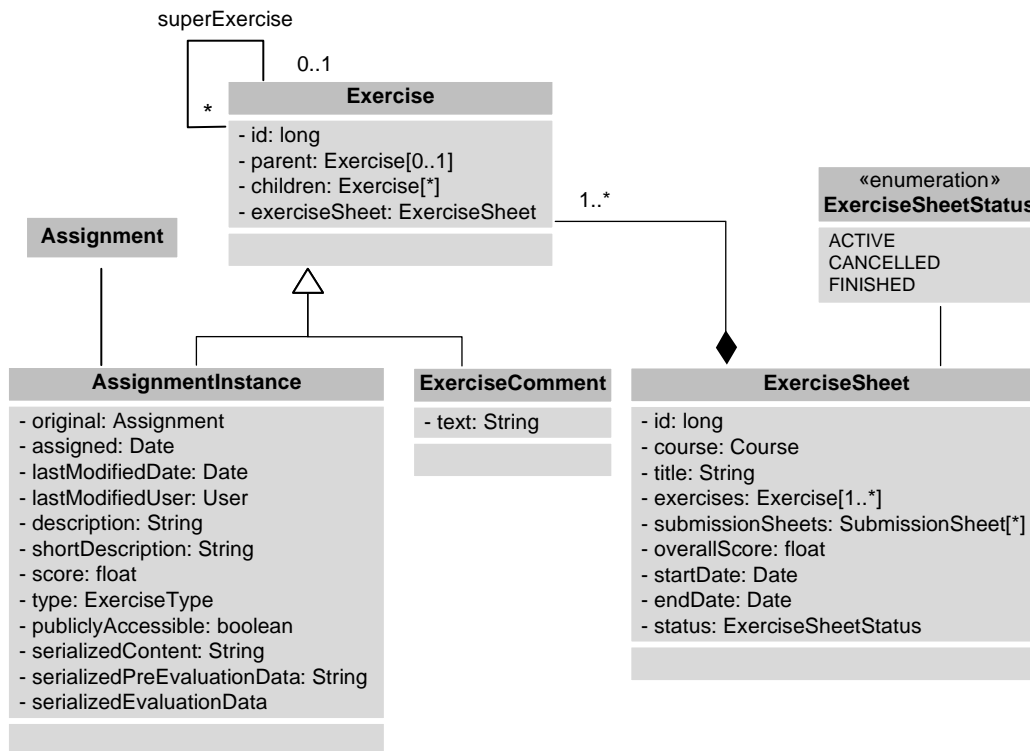 superExercise
0..1
*
Exercise
- id: long
- parent: Exercise[0..1]
- children: Exercise[*]
- exerciseSheet: ExerciseSheet
1..*
«enumeration»
ExerciseSheetStatus
ACTIVE
CANCELLED
FINISHED
Assignment
AssignmentInstance
- original: Assignment
- assigned: Date
- lastModifiedDate: Date
- lastModifiedUser: User
- description: String
- shortDescription: String
- score: float
- type: ExerciseType
- publiclyAccessible: boolean
- serializedContent: String
- serializedPreEvaluationData: String
- serializedEvaluationData
ExerciseComment
- text: String
ExerciseSheet
- id: long
- course: Course
- title: String
- exercises: Exercise[1..*]
- submissionSheets: SubmissionSheet[*]
- overallScore: float
- startDate: Date
- endDate: Date
- status: ExerciseSheetStatus